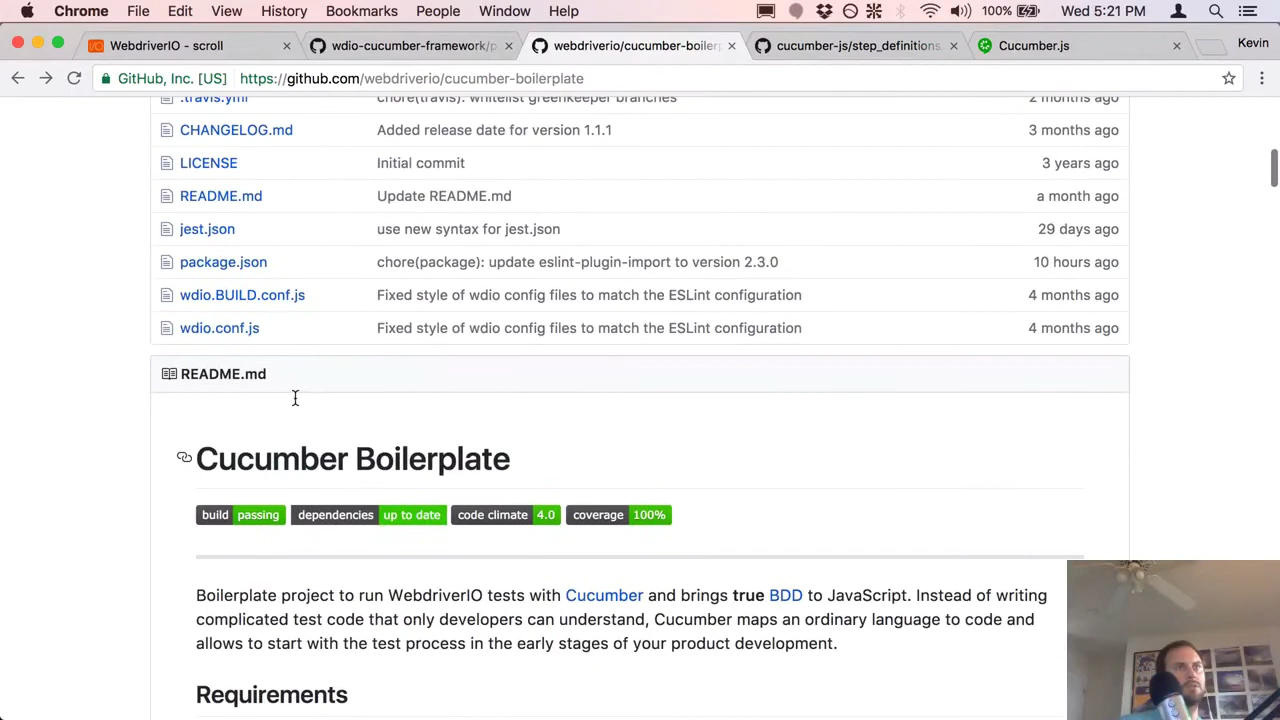 Chrome File Edit View History Bookmarks People Window Help 100% Wed 5:21 PM
WebdriverIO - scroll wdio-cucumber-framework/p webdriverio/cucumber-boilerp cucumber-js/step_definitions. Cucumber.js Kevin
GitHub, Inc. [US] https://github.com/webdriverio/cucumber-boilerplate
.travis.yml chore(travis): whitelist greenkeeper branches 2 months ago
CHANGELOG.md Added release date for version 1.1.1 3 months ago
LICENSE Initial commit 3 years ago
README.md Update README.md a month ago
jest.json use new syntax for jest.json 29 days ago
package.json chore(package): update eslint-plugin-import to version 2.3.0 10 hours ago
wdio.BUILD.conf.js Fixed style of wdio config files to match the ESLint configuration 4 months ago
wdio.conf.js Fixed style of wdio config files to match the ESLint configuration 4 months ago
README.md
Cucumber Boilerplate
build passing dependencies up to date code climate 4.0 coverage 100%
Boilerplate project to run WebdriverIO tests with Cucumber and brings true BDD to JavaScript. Instead of writing
complicated test code that only developers can understand, Cucumber maps an ordinary language to code and
allows to start with the test process in the early stages of your product development.
Requirements